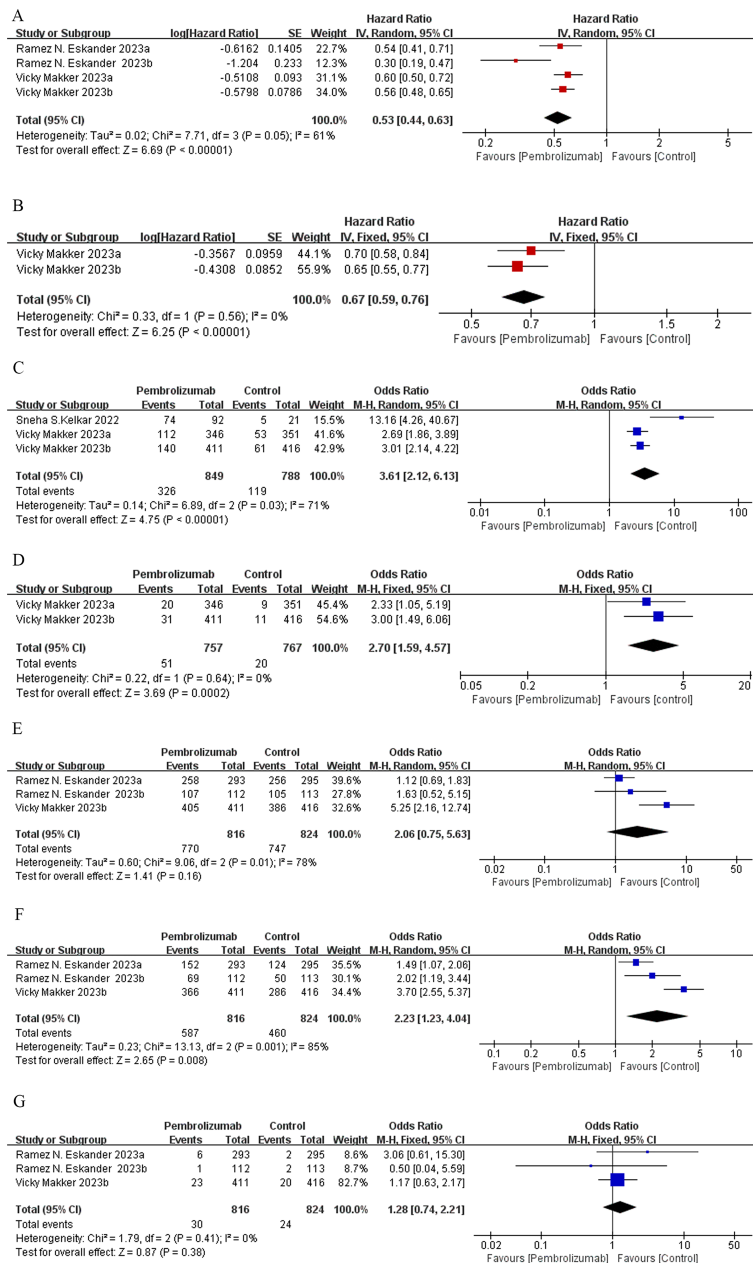 A
Hazard Ratio Hazard Ratio
Study or Subgroup log[Hazard Ratio] SE Weight IV, Random, 95% CI IV, Random, 95% CI
Ramez N. Eskander 2023a -0.6162 0.1405 22.7% 0.54 [0.41, 0.71]
Ramez N. Eskander 2023b -1.204 0.233 12.3% 0.30 [0.19, 0.47]
Vicky Makker 2023a -0.5108 0.093 31.1% 0.60 [0.50, 0.72]
Vicky Makker 2023b -0.5798 0.0786 34.0% 0.56 [0.48, 0.65]
Total (95% CI) 100.0% 0.53 [0.44, 0.63]
Heterogeneity: Tau² = 0.02; Chi² = 7.71, df = 3 (P = 0.05); I² = 61%
Test for overall effect: Z = 6.69 (P < 0.00001)
0.2 0.5 1 2 5
Favours [Pembrolizumab] Favours [Control]
B
Hazard Ratio Hazard Ratio
Study or Subgroup log[Hazard Ratio] SE Weight IV, Fixed, 95% CI IV, Fixed, 95% CI
Vicky Makker 2023a -0.3567 0.0959 44.1% 0.70 [0.58, 0.84]
Vicky Makker 2023b -0.4308 0.0852 55.9% 0.65 [0.55, 0.77]
Total (95% CI) 100.0% 0.67 [0.59, 0.76]
Heterogeneity: Chi² = 0.33, df = 1 (P = 0.56); I² = 0%
Test for overall effect: Z = 6.25 (P < 0.00001)
0.5 0.7 1 1.5 2
Favours [Pembrolizumab] Favours [Control]
C
Pembrolizumab Control Odds Ratio Odds Ratio
Study or Subgroup Events Total Events Total Weight M-H, Random, 95% CI M-H, Random, 95% CI
Sneha S.Kelkar 2022 74 92 5 21 15.5% 13.16 [4.26, 40.67]
Vicky Makker 2023a 112 346 53 351 41.6% 2.69 [1.86, 3.89]
Vicky Makker 2023b 140 411 61 416 42.9% 3.01 [2.14, 4.22]
Total (95% CI) 849 788 100.0% 3.61 [2.12, 6.13]
Total events 326 119
Heterogeneity: Tau² = 0.14; Chi² = 6.89, df = 2 (P = 0.03); I² = 71%
Test for overall effect: Z = 4.75 (P < 0.00001)
0.01 0.1 1 10 100
Favours [Pembrolizumab] Favours [Control]
D
Pembrolizumab Control Odds Ratio Odds Ratio
Study or Subgroup Events Total Events Total Weight M-H, Fixed, 95% CI M-H, Fixed, 95% CI
Vicky Makker 2023a 20 346 9 351 45.4% 2.33 [1.05, 5.19]
Vicky Makker 2023b 31 411 11 416 54.6% 3.00 [1.49, 6.06]
Total (95% CI) 757 767 100.0% 2.70 [1.59, 4.57]
Total events 51 20
Heterogeneity: Chi² = 0.22, df = 1 (P = 0.64); I² = 0%
Test for overall effect: Z = 3.69 (P = 0.0002)
0.05 0.2 1 5 20
Favours [Pembrolizumab] Favours [Control]
E
Pembrolizumab Control Odds Ratio Odds Ratio
Study or Subgroup Events Total Events Total Weight M-H, Random, 95% CI M-H, Random, 95% CI
Ramez N. Eskander 2023a 258 293 256 295 39.6% 1.12 [0.69, 1.83]
Ramez N. Eskander 2023b 107 112 105 113 27.8% 1.63 [0.52, 5.15]
Vicky Makker 2023b 405 411 386 416 32.6% 5.25 [2.16, 12.74]
Total (95% CI) 816 824 100.0% 2.06 [0.75, 5.63]
Total events 770 747
Heterogeneity: Tau² = 0.60; Chi² = 9.06, df = 2 (P = 0.01); I² = 78%
Test for overall effect: Z = 1.41 (P = 0.16)
0.02 0.1 1 10 50
Favours [Pembrolizumab] Favours [Control]
F
Pembrolizumab Control Odds Ratio Odds Ratio
Study or Subgroup Events Total Events Total Weight M-H, Random, 95% CI M-H, Random, 95% CI
Ramez N. Eskander 2023a 152 293 124 295 35.5% 1.49 [1.07, 2.06]
Ramez N. Eskander 2023b 69 112 50 113 30.1% 2.02 [1.19, 3.44]
Vicky Makker 2023b 366 411 286 416 34.4% 3.70 [2.55, 5.37]
Total (95% CI) 816 824 100.0% 2.23 [1.23, 4.04]
Total events 587 460
Heterogeneity: Tau² = 0.23; Chi² = 13.13, df = 2 (P = 0.001); I² = 85%
Test for overall effect: Z = 2.65 (P = 0.008)
0.1 0.2 0.5 1 2 5 10
Favours [Pembrolizumab] Favours [Control]
G
Pembrolizumab Control Odds Ratio Odds Ratio
Study or Subgroup Events Total Events Total Weight M-H, Fixed, 95% CI M-H, Fixed, 95% CI
Ramez N. Eskander 2023a 6 293 2 295 8.6% 3.06 [0.61, 15.30]
Ramez N. Eskander 2023b 1 112 2 113 8.7% 0.50 [0.04, 5.59]
Vicky Makker 2023b 23 411 20 416 82.7% 1.17 [0.63, 2.17]
Total (95% CI) 816 824 100.0% 1.28 [0.74, 2.21]
Total events 30 24
Heterogeneity: Chi² = 1.79, df = 2 (P = 0.41); I² = 0%
Test for overall effect: Z = 0.87 (P = 0.38)
0.02 0.1 1 10 50
Favours [Pembrolizumab] Favours [Control]